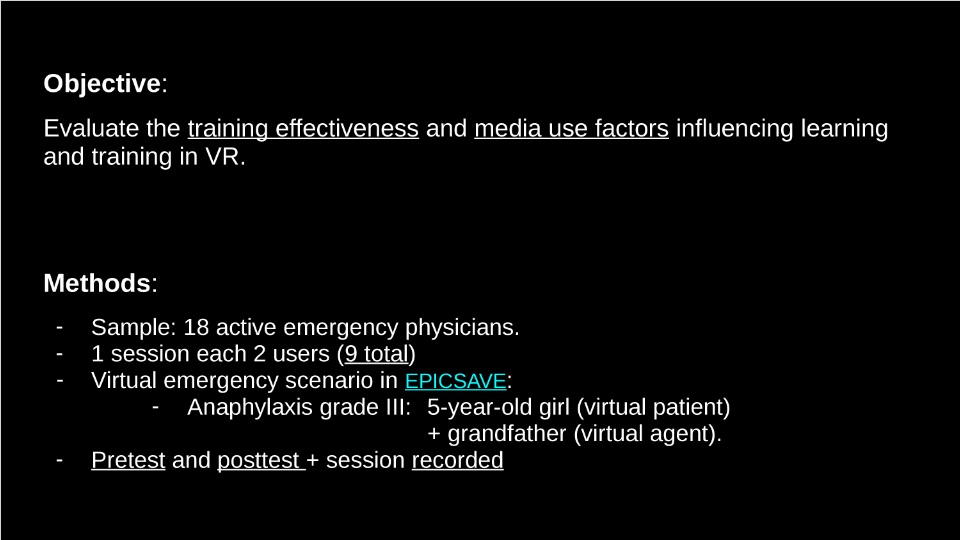 Objective:
Evaluate the training effectiveness and media use factors influencing learning
and training in VR.
Methods:
- Sample: 18 active emergency physicians.
- 1 session each 2 users (9 total)
- Virtual emergency scenario in EPICSAVE:
- Anaphylaxis grade III: 5-year-old girl (virtual patient)
+ grandfather (virtual agent).
- Pretest and posttest + session recorded